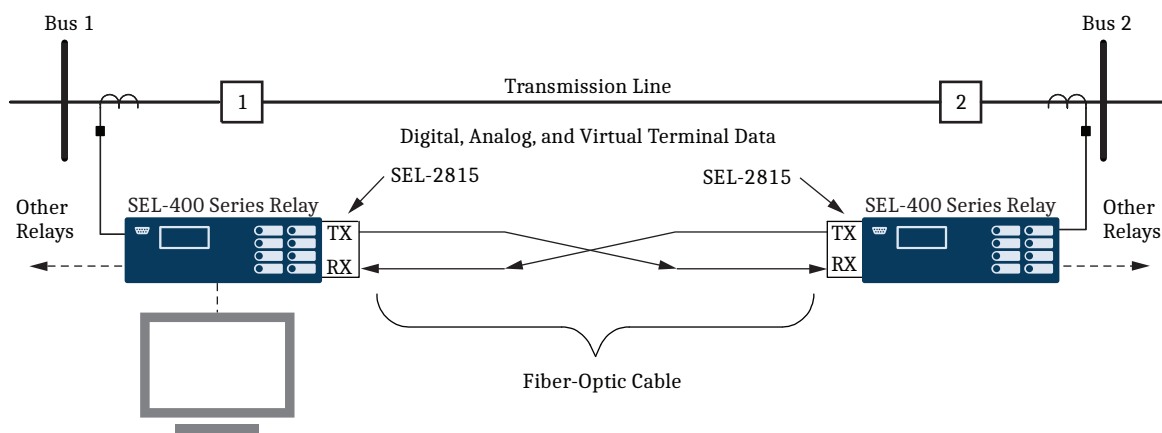 Bus 1
Bus 2
Transmission Line
1
2
Digital, Analog, and Virtual Terminal Data
SEL-2815
SEL-2815
Other
Relays
SEL-400 Series Relay
SEL-400 Series Relay
Other
Relays
TX
TX
RX
RX
Fiber-Optic Cable